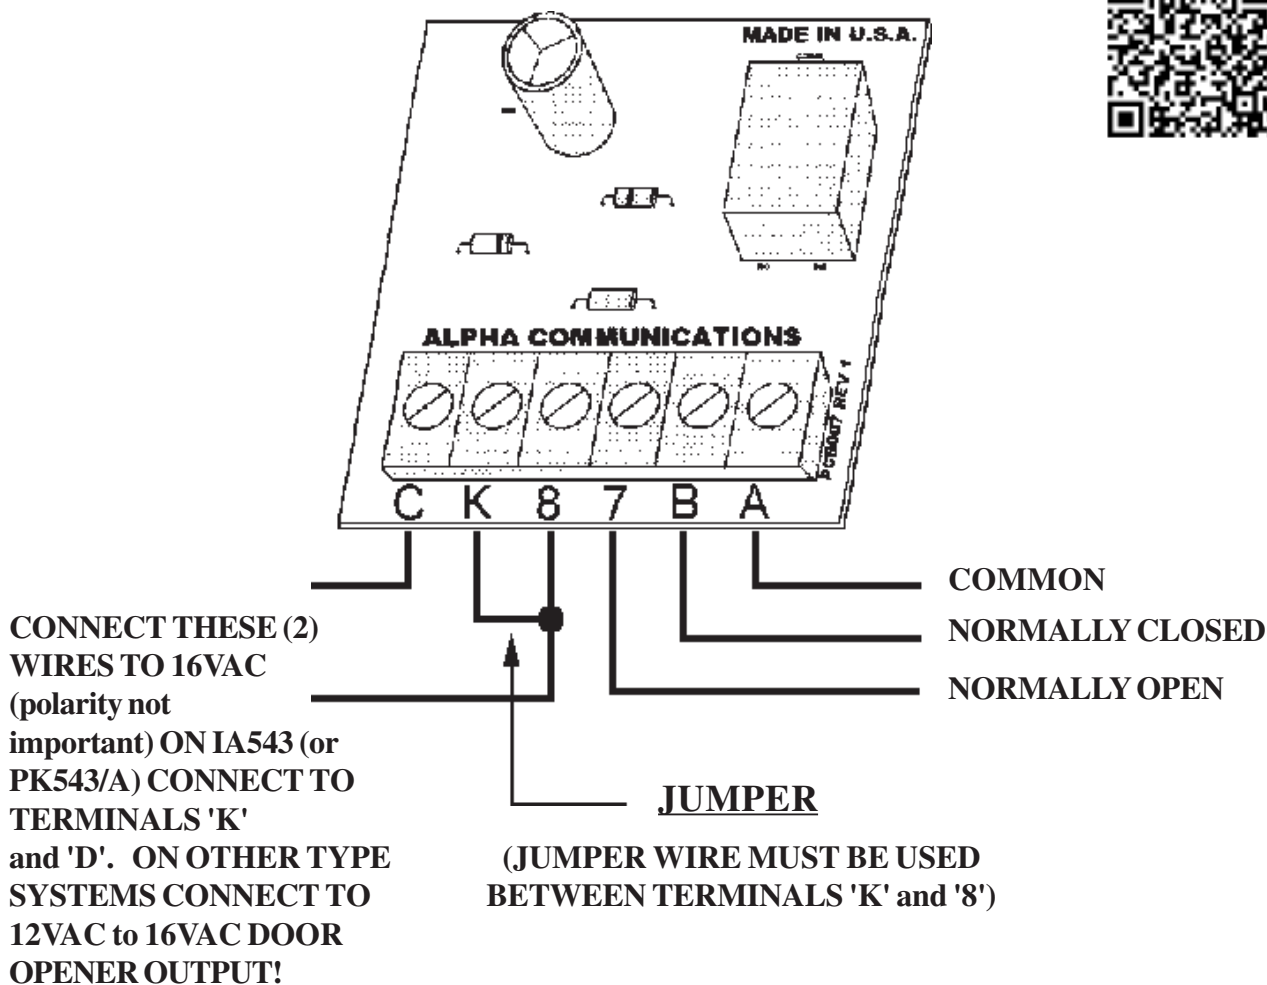 MADE IN U.S.A.
ALPHA COMMUNICATIONS
REV 1
C K 8 7 B A
COMMON
NORMALLY CLOSED
NORMALLY OPEN
CONNECT THESE (2)
WIRES TO 16VAC
(polarity not
important) ON IA543 (or
PK543/A) CONNECT TO
TERMINALS 'K'
and 'D'. ON OTHER TYPE
SYSTEMS CONNECT TO
12VAC to 16VAC DOOR
OPENER OUTPUT!
JUMPER
(JUMPER WIRE MUST BE USED
BETWEEN TERMINALS 'K' and '8')